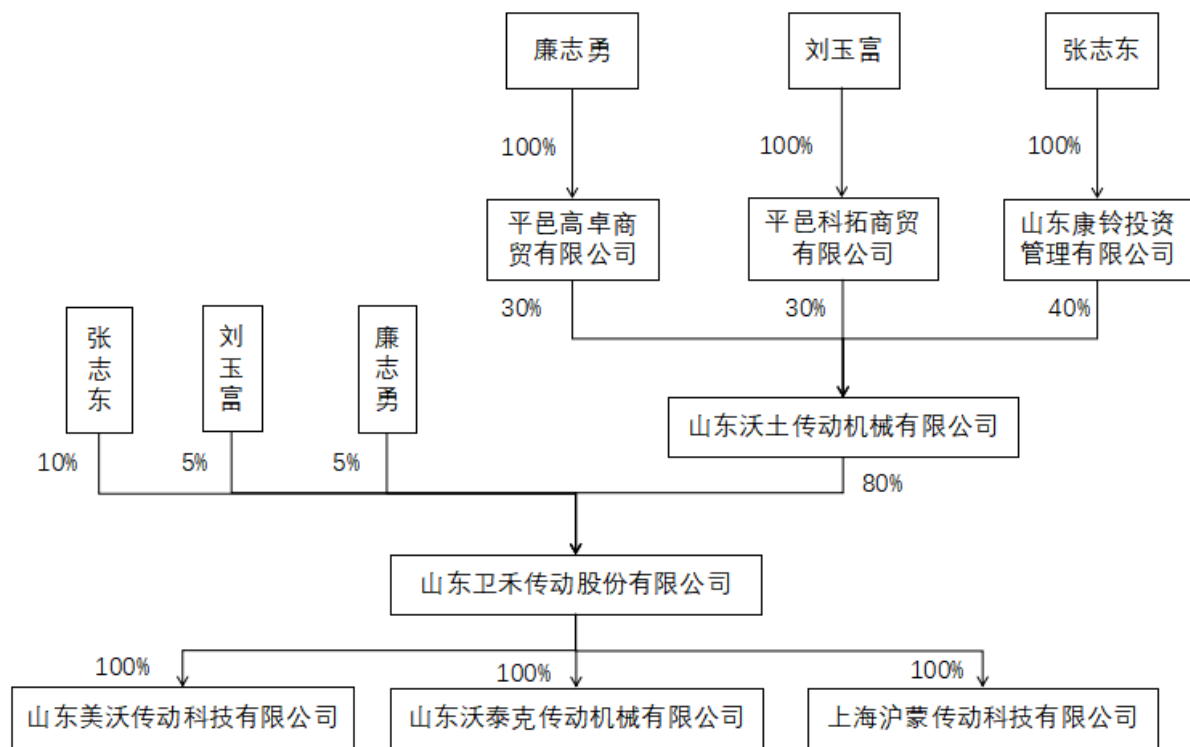 廉志勇
刘玉富
张志东
100%
100%
100%
平邑高卓商
贸有限公司
平邑科拓商贸
有限公司
山东康铃投资
管理有限公司
30%
30%
40%
张志东
刘玉富
廉志勇
山东沃土传动机械有限公司
10%
5%
5%
80%
山东卫禾传动股份有限公司
100%
100%
100%
山东美沃传动科技有限公司
山东沃泰克传动机械有限公司
上海沪蒙传动科技有限公司